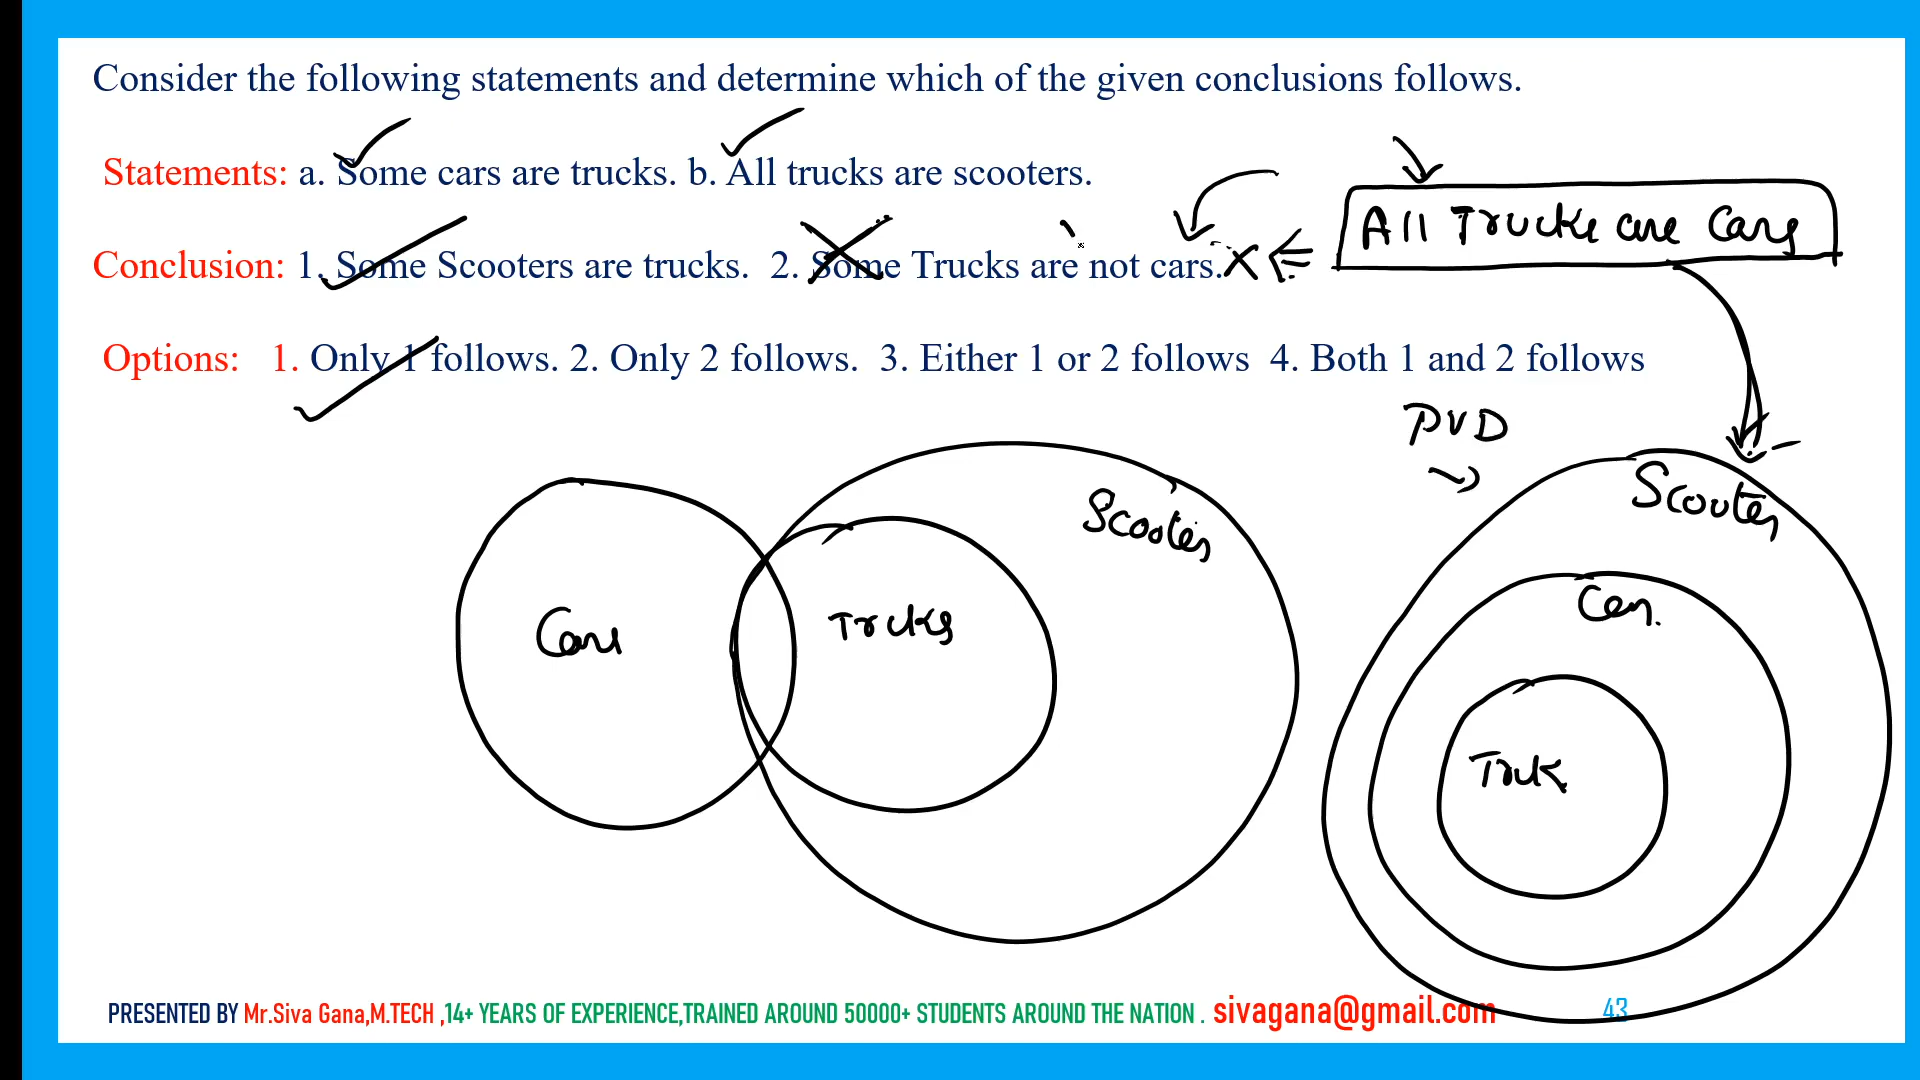 Consider the following statements and determine which of the given conclusions follows.
Statements: a. Some cars are trucks. b. All trucks are scooters.
All Trucks are Cars
Conclusion: 1. Some Scooters are trucks. 2. Some Trucks are not cars.
Options: 1. Only 1 follows. 2. Only 2 follows. 3. Either 1 or 2 follows 4. Both 1 and 2 follows
PVD
Scooter
Scooters
Cars
Trcks
Car.
Truk
PRESENTED BY Mr.Siva Gana,M.TECH ,14+ YEARS OF EXPERIENCE,TRAINED AROUND 50000+ STUDENTS AROUND THE NATION . sivagana@gmail.com 43